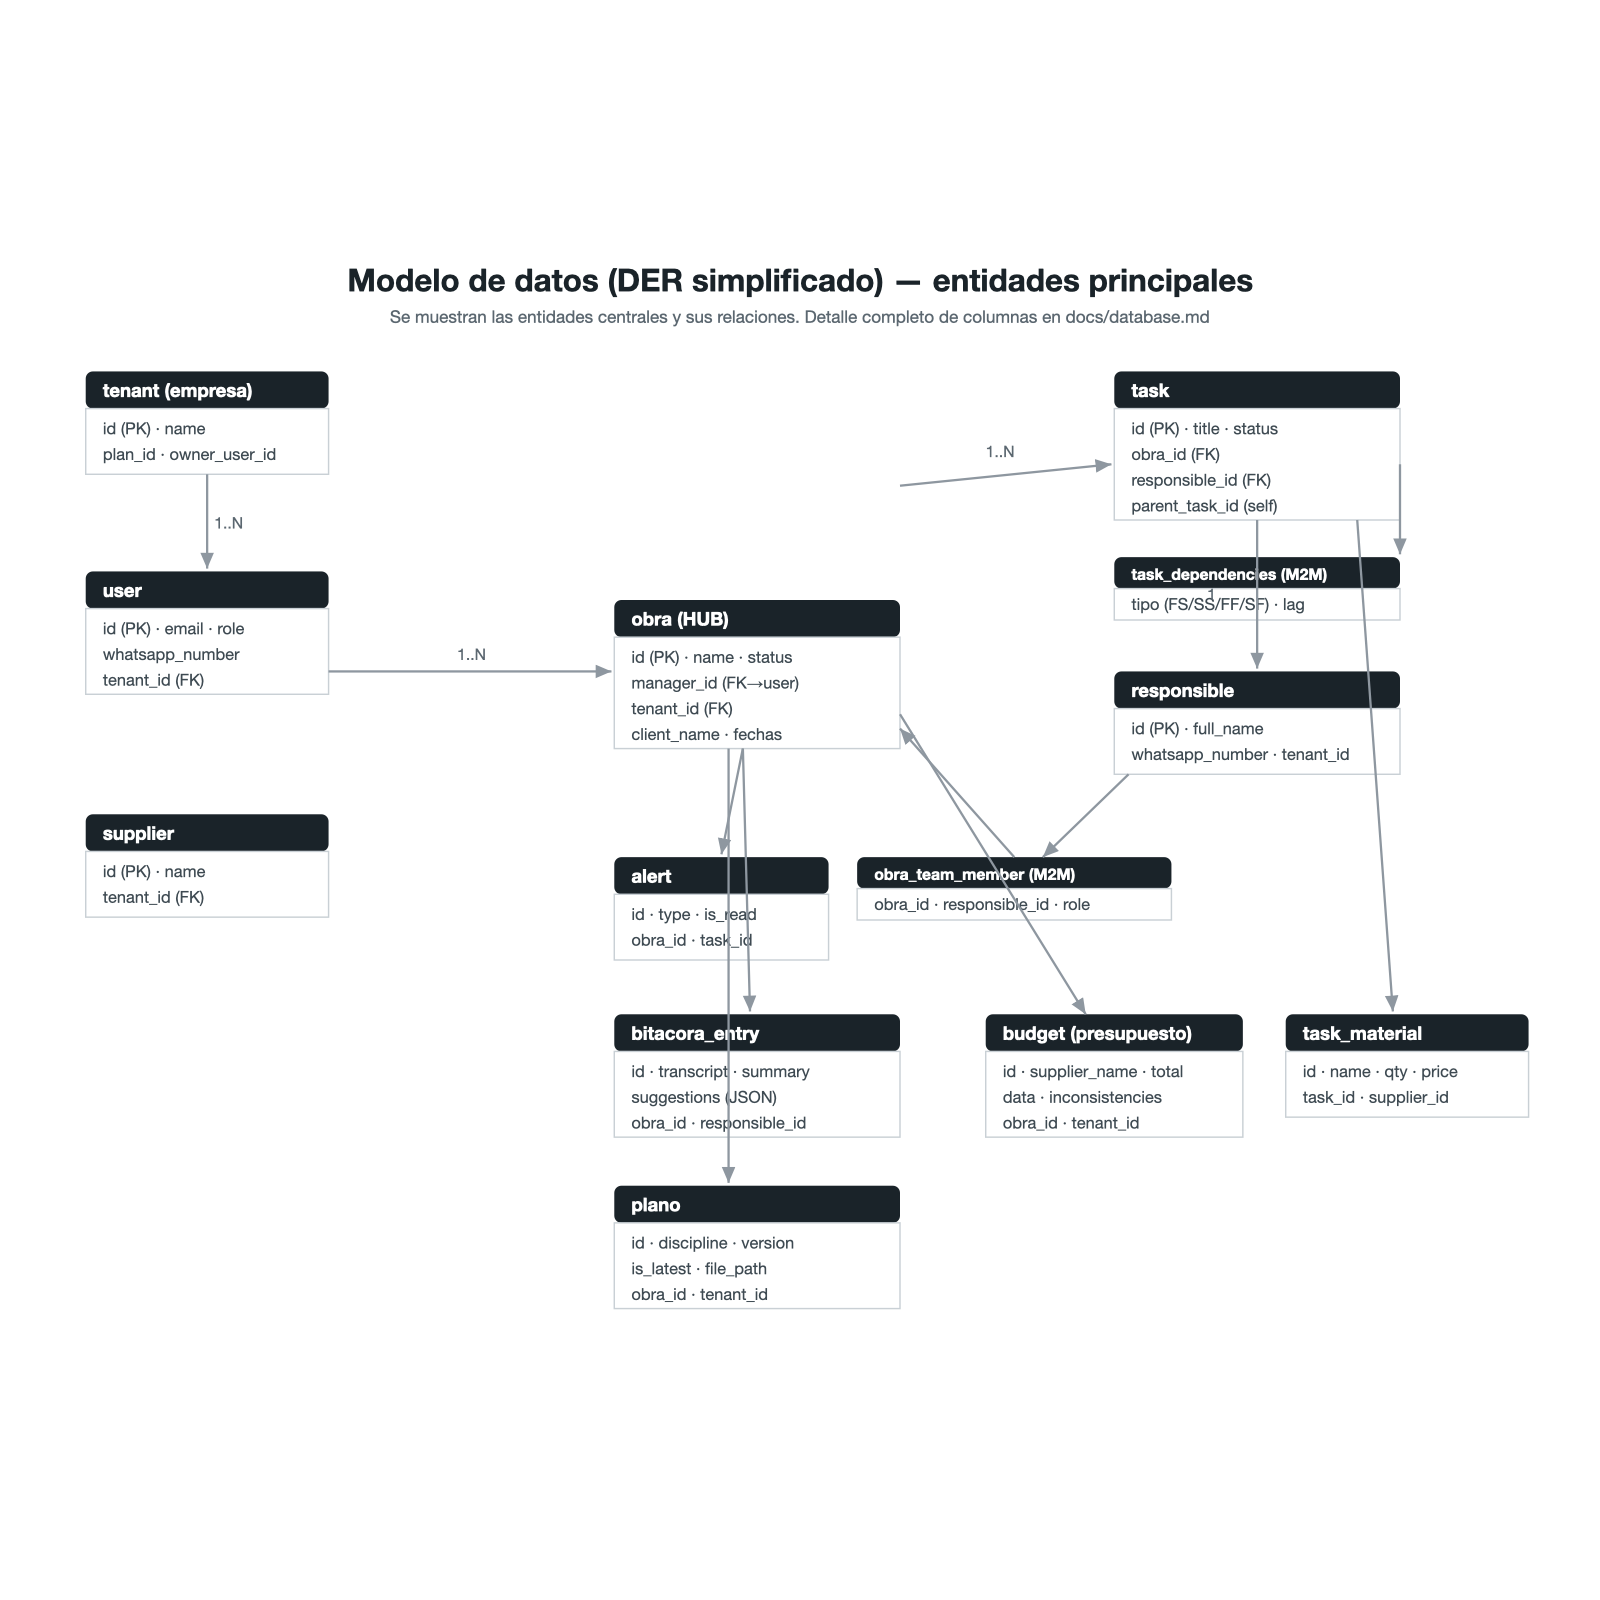 Modelo de datos (DER simplificado) — entidades principales
Se muestran las entidades centrales y sus relaciones. Detalle completo de columnas en docs/database.md
tenant (empresa)
id (PK) · name
plan_id · owner_user_id
1..N
user
id (PK) · email · role
whatsapp_number
tenant_id (FK)
1..N
supplier
id (PK) · name
tenant_id (FK)
obra (HUB)
id (PK) · name · status
manager_id (FK→user)
tenant_id (FK)
client_name · fechas
1..N
task
id (PK) · title · status
obra_id (FK)
responsible_id (FK)
parent_task_id (self)
task_dependencies (M2M)
1
tipo (FS/SS/FF/SF) · lag
responsible
id (PK) · full_name
whatsapp_number · tenant_id
alert
id · type · is_read
obra_id · task_id
obra_team_member (M2M)
obra_id · responsible_id · role
bitacora_entry
id · transcript · summary
suggestions (JSON)
obra_id · responsible_id
budget (presupuesto)
id · supplier_name · total
data · inconsistencies
obra_id · tenant_id
task_material
id · name · qty · price
task_id · supplier_id
plano
id · discipline · version
is_latest · file_path
obra_id · tenant_id